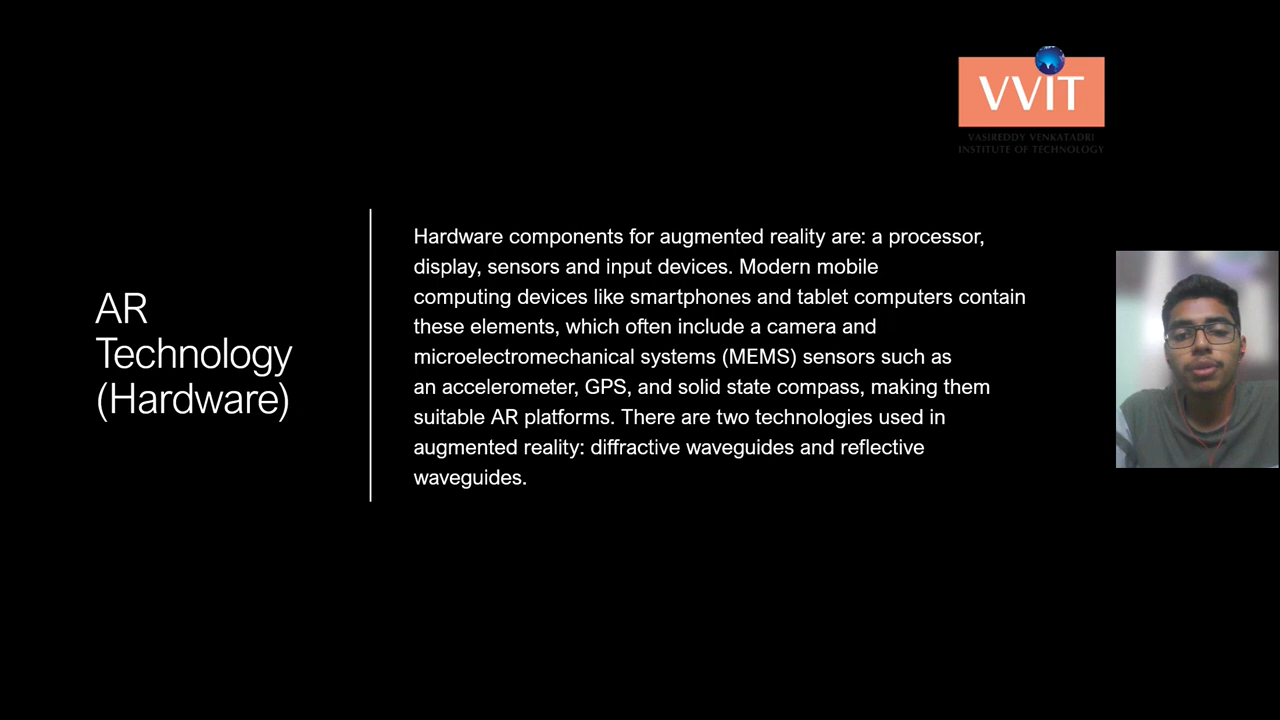 VVIT
VASIREDDY VENKATADRI
INSTITUTE OF TECHNOLOGY
AR
Technology
(Hardware)
Hardware components for augmented reality are: a processor,
display, sensors and input devices. Modern mobile
computing devices like smartphones and tablet computers contain
these elements, which often include a camera and
microelectromechanical systems (MEMS) sensors such as
an accelerometer, GPS, and solid state compass, making them
suitable AR platforms. There are two technologies used in
augmented reality: diffractive waveguides and reflective
waveguides.